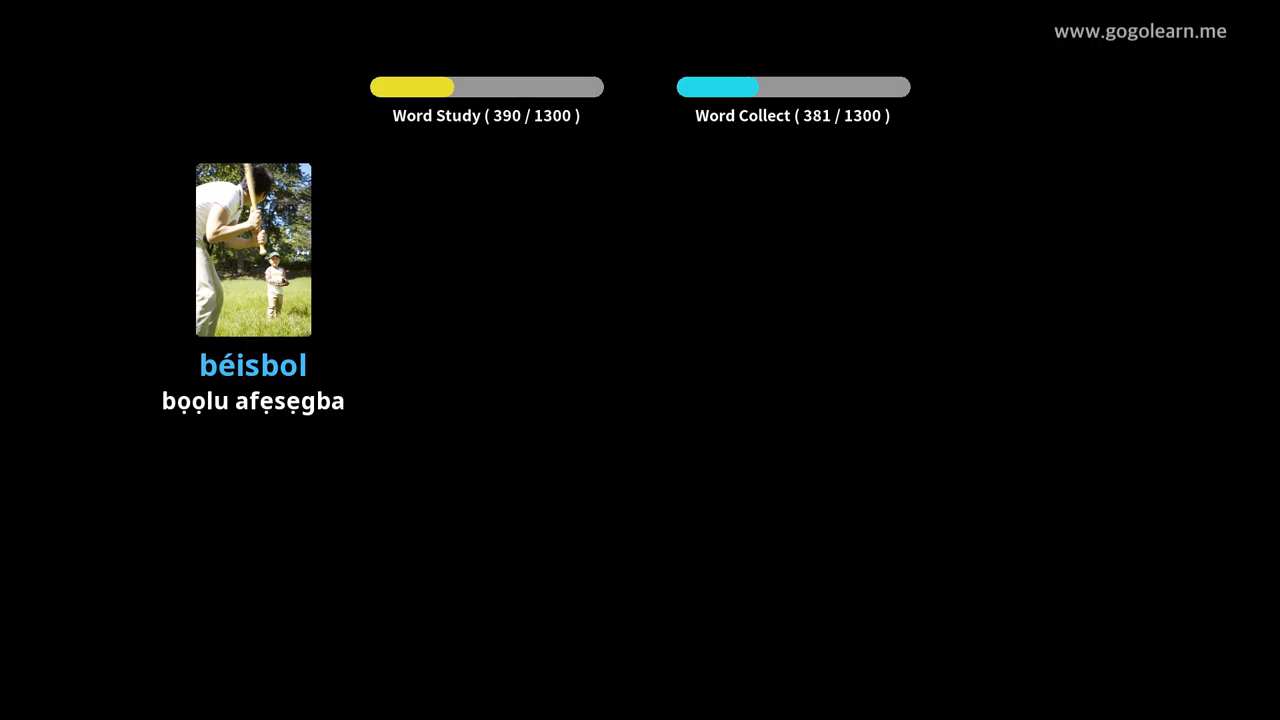 www.gogolearn.me
Word Study ( 390 / 1300 )
Word Collect ( 381 / 1300 )
béisbol
bọọlu afẹsẹgba